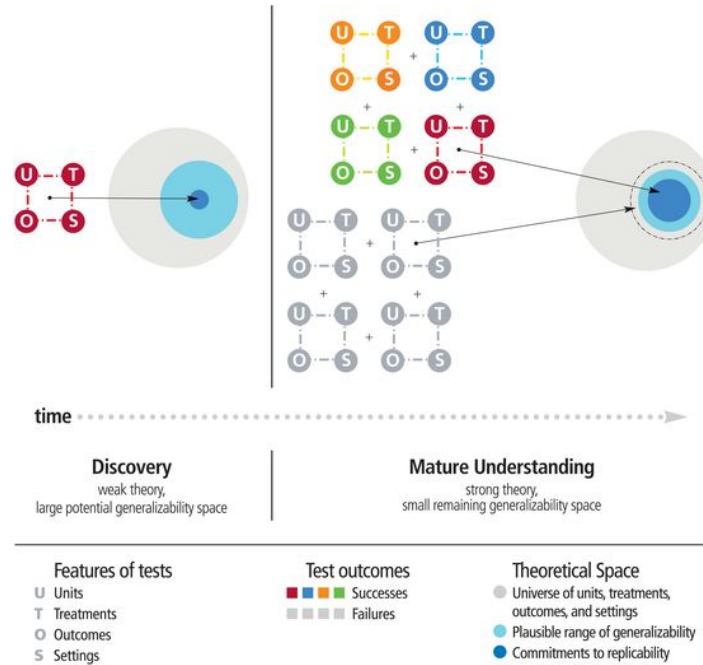 U T U T
O S O S
U T U T U T
O S O S O S
U T U T
O S O S
U T U T
O S O S
time
Discovery
weak theory,
large potential generalizability space
Mature Understanding
strong theory,
small remaining generalizability space
Features of tests
U Units
T Treatments
O Outcomes
S Settings
Test outcomes
Successes
Failures
Theoretical Space
Universe of units, treatments,
outcomes, and settings
Plausible range of generalizability
Commitments to replicability